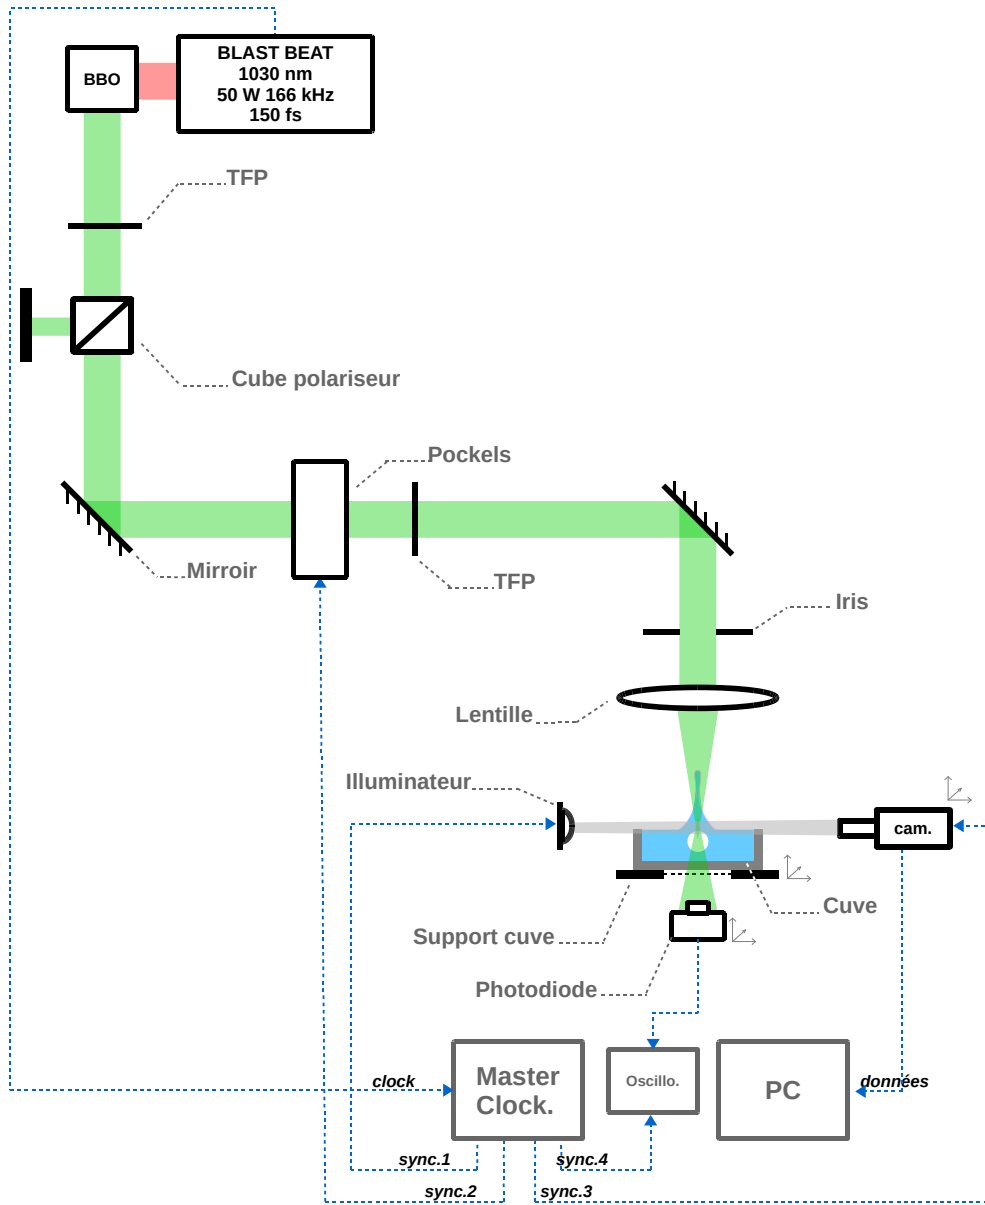 BLAST BEAT
1030 nm
50 W 166 kHz
150 fs
BBO
TFP
Cube polariseur
Pockels
Mirroir
TFP
Iris
Lentille
Illuminateur
cam.
Cuve
Support cuve
Photodiode
clock
Master
Clock.
Oscillo.
PC
données
sync.1
sync.4
sync.2
sync.3